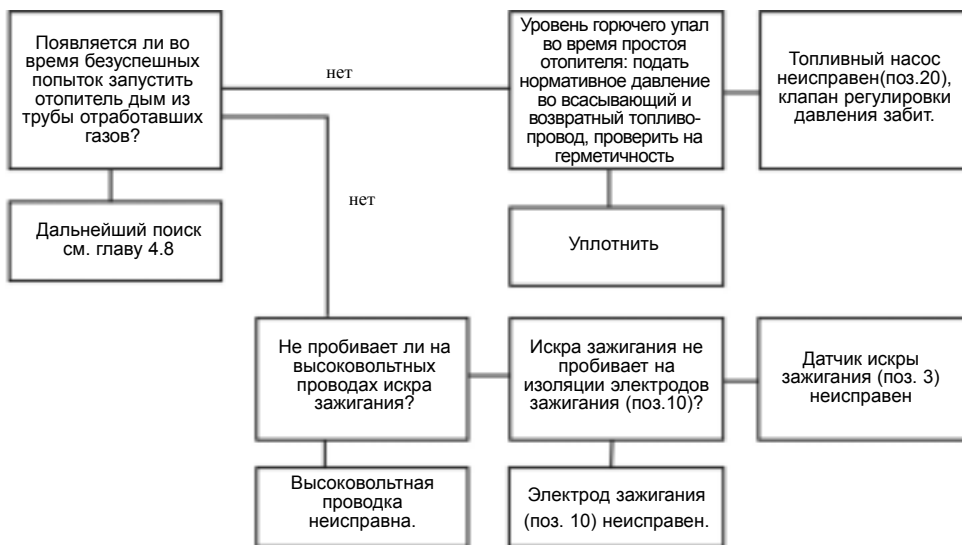 Появляется ли во
время безуспешных
попыток запустить
отопитель дым из
трубы отработавших
газов?
нет
Уровень горючего упал
во время простоя
отопителя: подать
нормативное давление
во всасывающий и
возвратный топливо-
провод, проверить на
герметичность
Топливный насос
неисправен(поз.20),
клапан регулировки
давления забит.
Дальнейший поиск
см. главу 4.8
нет
Уплотнить
Не пробивает ли на
высоковольтных
проводах искра
зажигания?
Искра зажигания не
пробивает на
изоляции электродов
зажигания (поз.10)?
Датчик искры
зажигания (поз. 3)
неисправен
Высоковольтная
проводка
неисправна.
Электрод зажигания
(поз. 10) неисправен.